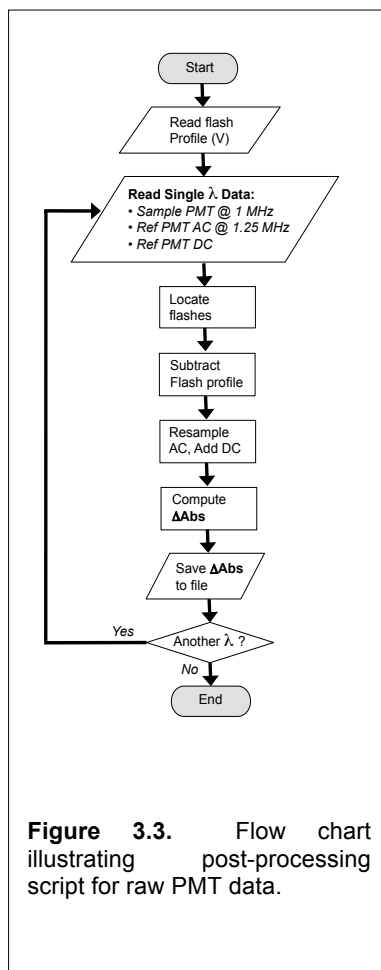 Start
Read flash
Profile (V)
Read Single λ Data:
• Sample PMT @ 1 MHz
• Ref PMT AC @ 1.25 MHz
• Ref PMT DC
Locate
flashes
Subtract
Flash profile
Resample
AC, Add DC
Compute
ΔAbs
Save ΔAbs
to file
Yes
Another λ ?
No
End
Figure 3.3. Flow chart
illustrating post-processing
script for raw PMT data.